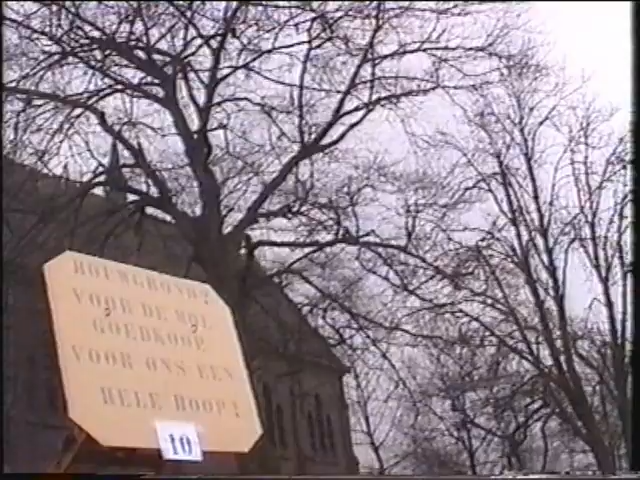 BOUWGROND?
VOOR DE MOL
GOEDKOOP
VOOR ONS EEN
HELE HOOP!
10